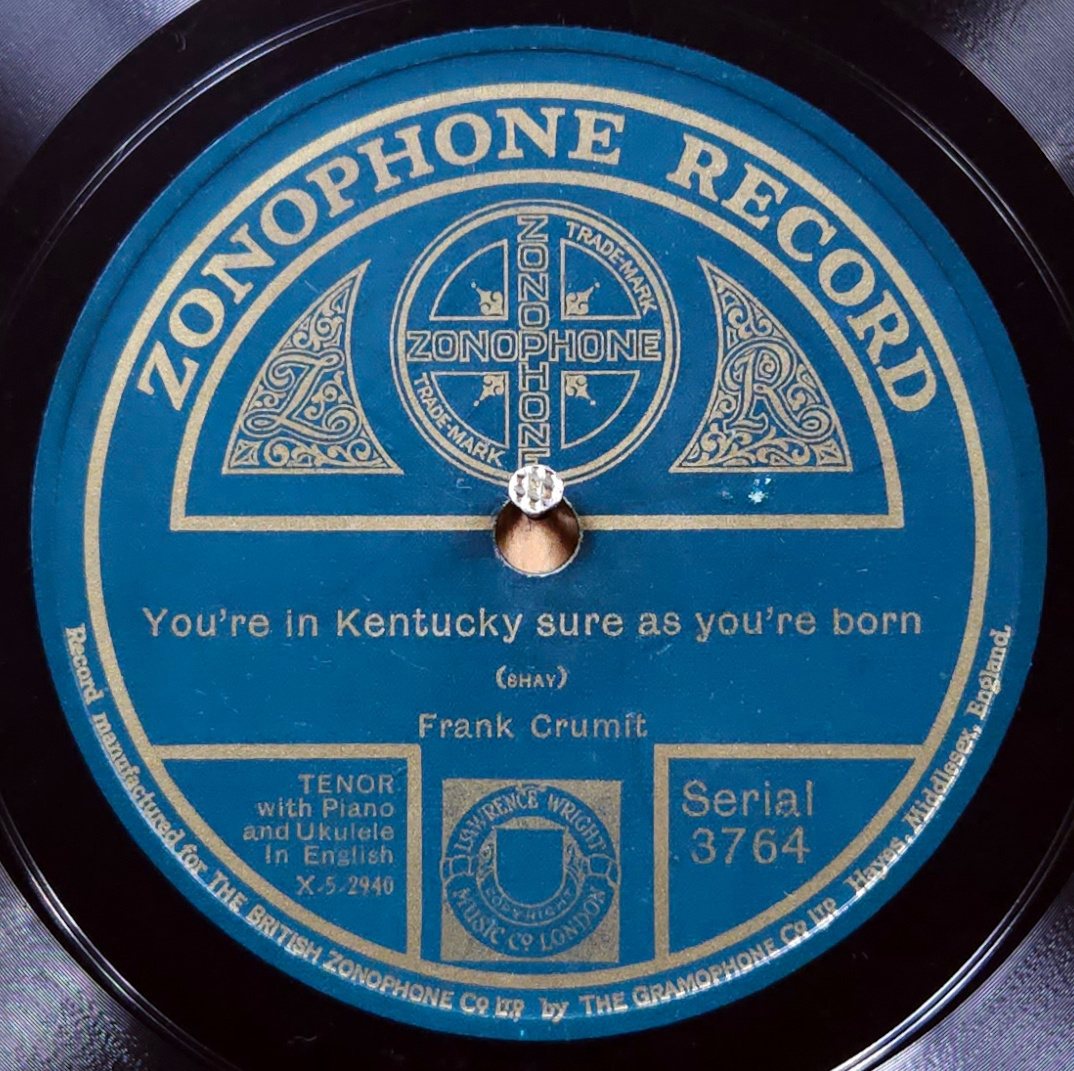 ZONOPHONE RECORD
ZONOPHONE
TRADE-MARK
ZONOPHONE
TRADE-MARK
Z
R
You're in Kentucky sure as you're born
(SHAY)
Frank Crumit
TENOR
with Piano
and Ukulele
In English
X-5-2940
LAWRENCE WRIGHT
COPYRIGHT
MUSIC Co LONDON
Serial
3764
Record manufactured for THE BRITISH ZONOPHONE Co LTD by THE GRAMOPHONE Co LTD Hayes, Middlesex, England.